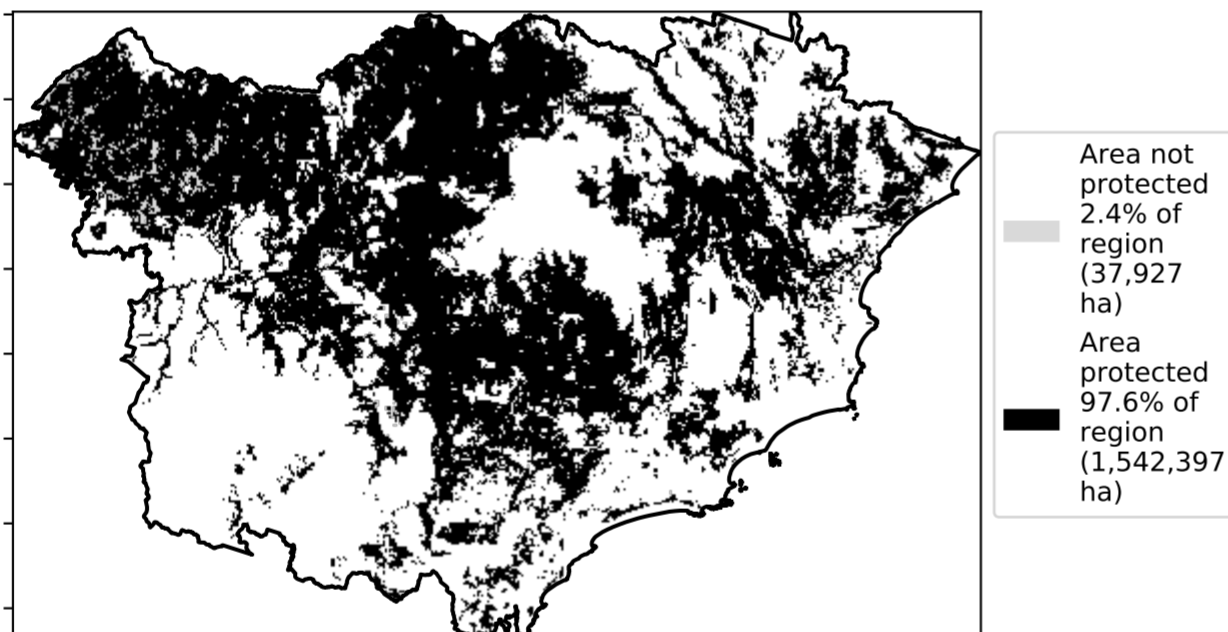 Area not
protected
2.4% of
region
(37,927
ha)
Area
protected
97.6% of
region
(1,542,397
ha)